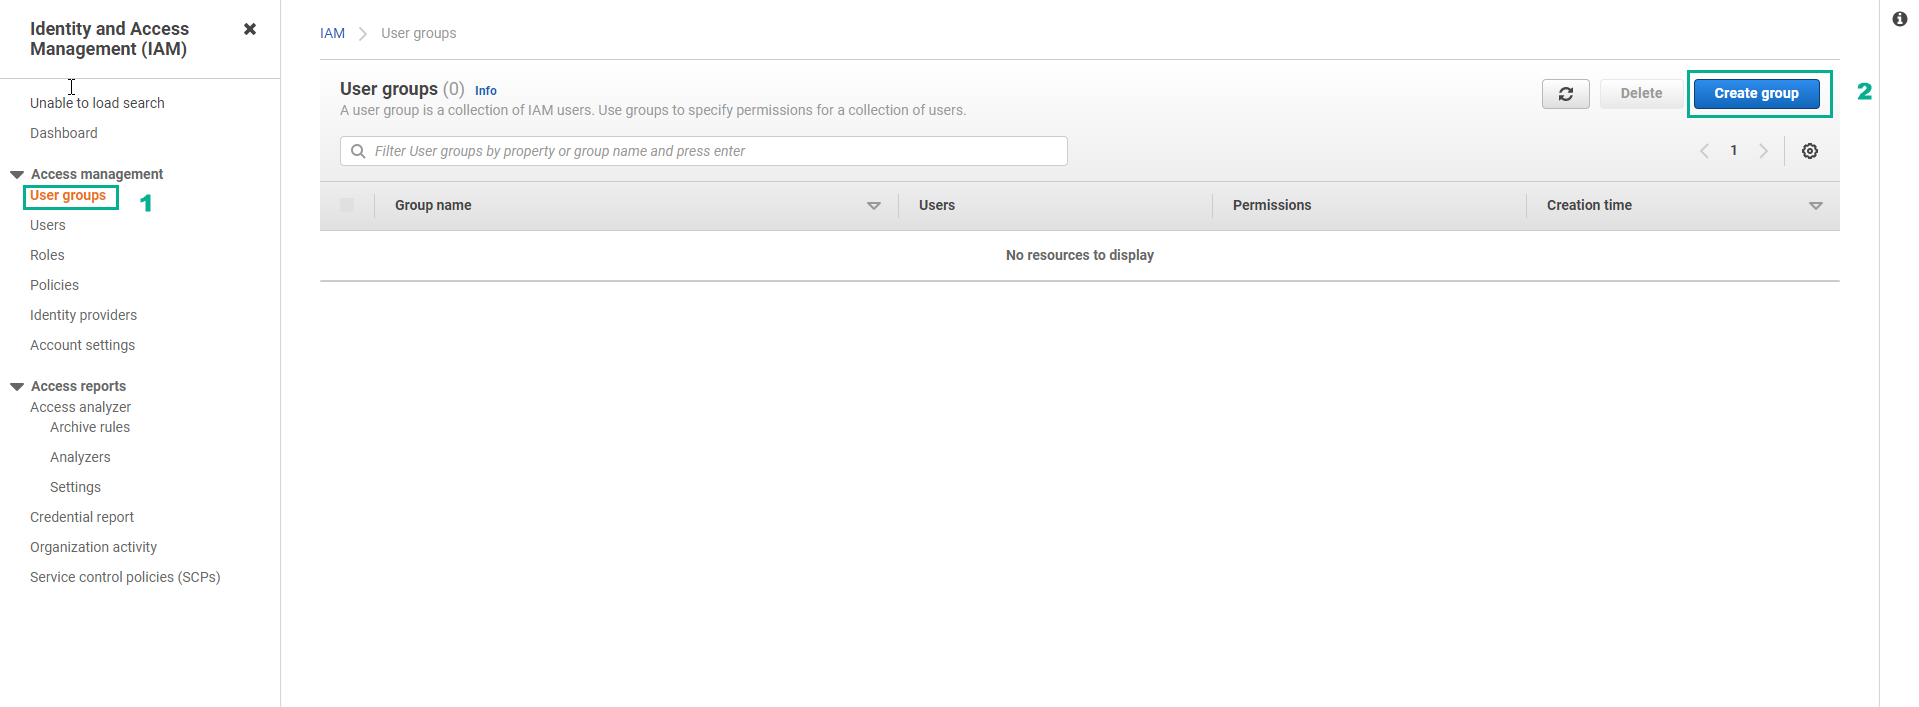 Identity and Access
Management (IAM)
Unable to load search
Dashboard
Access management
User groups
1
Users
Roles
Policies
Identity providers
Account settings
Access reports
Access analyzer
Archive rules
Analyzers
Settings
Credential report
Organization activity
Service control policies (SCPs)
IAM User groups
User groups (0) Info
A user group is a collection of IAM users. Use groups to specify permissions for a collection of users.
Delete
Create group
2
Filter User groups by property or group name and press enter
1
Group name Users Permissions Creation time
No resources to display